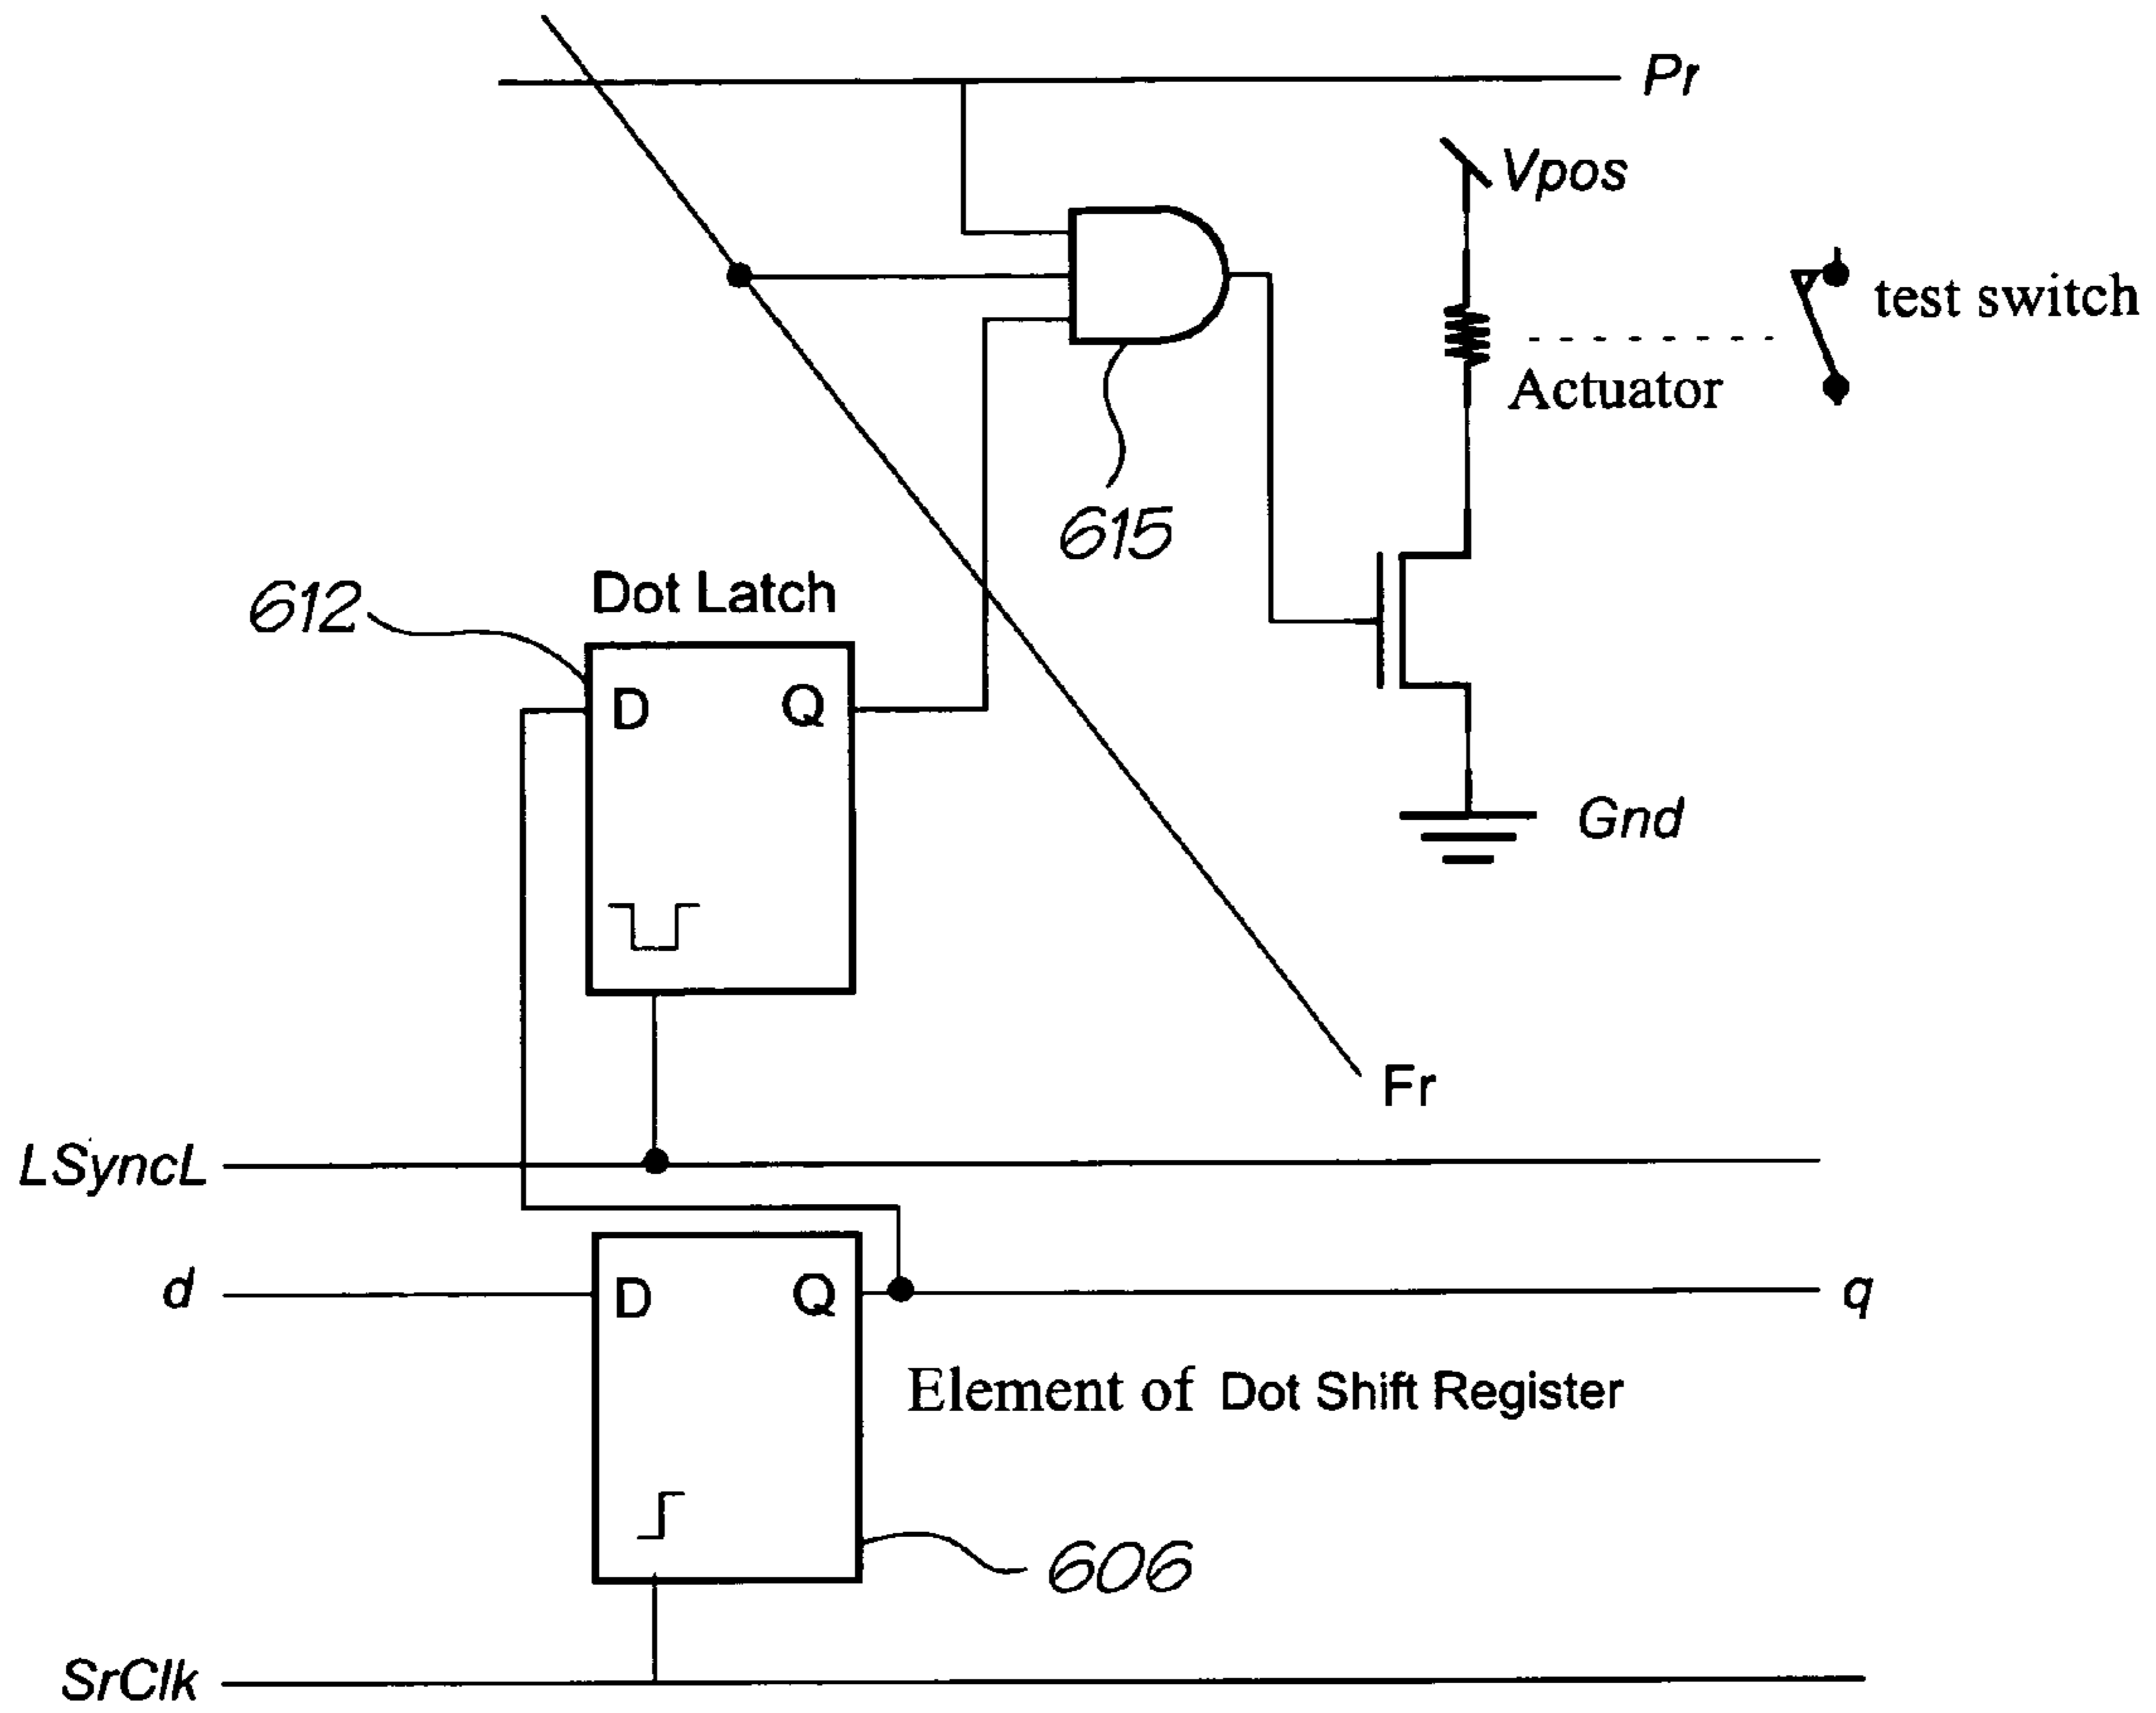 Pr
Vpos
test switch
Actuator
615
612
Dot Latch
D Q
Gnd
Fr
LSyncL
d
D Q
q
Element of Dot Shift Register
606
SrClk